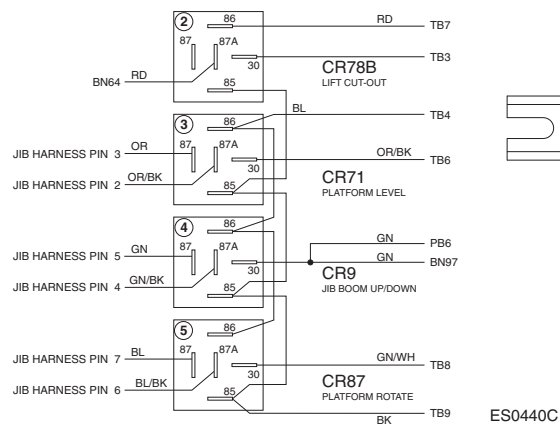 2 86 RD TB7
87 87A
30 TB3
BN64 RD CR78B
85 LIFT CUT-OUT
86 BL TB4
3
JIB HARNESS PIN 3 OR 87 87A OR/BK
30 TB6
JIB HARNESS PIN 2 OR/BK CR71
85 PLATFORM LEVEL
4 86
JIB HARNESS PIN 5 GN 87 87A GN PB6
30 GN BN97
JIB HARNESS PIN 4 GN/BK CR9
85 JIB BOOM UP/DOWN
5 86
JIB HARNESS PIN 7 BL 87 87A GN/WH
30 TB8
JIB HARNESS PIN 6 BL/BK CR87
85 PLATFORM ROTATE
BK TB9
ES0440C